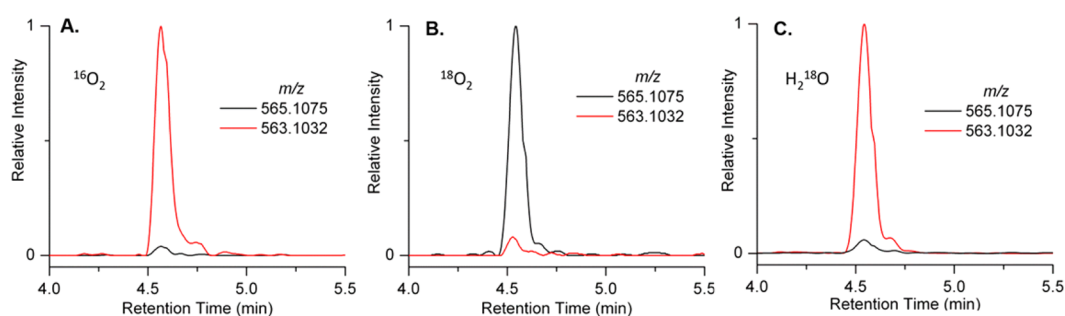 A.
¹⁶O₂
m/z
565.1075
563.1032
Relative Intensity
1
0
4.0 4.5 5.0 5.5
Retention Time (min)
B.
¹⁸O₂
m/z
565.1075
563.1032
Relative Intensity
1
0
4.0 4.5 5.0 5.5
Retention Time (min)
C.
H₂¹⁸O
m/z
565.1075
563.1032
Relative Intensity
1
0
4.0 4.5 5.0 5.5
Retention Time (min)